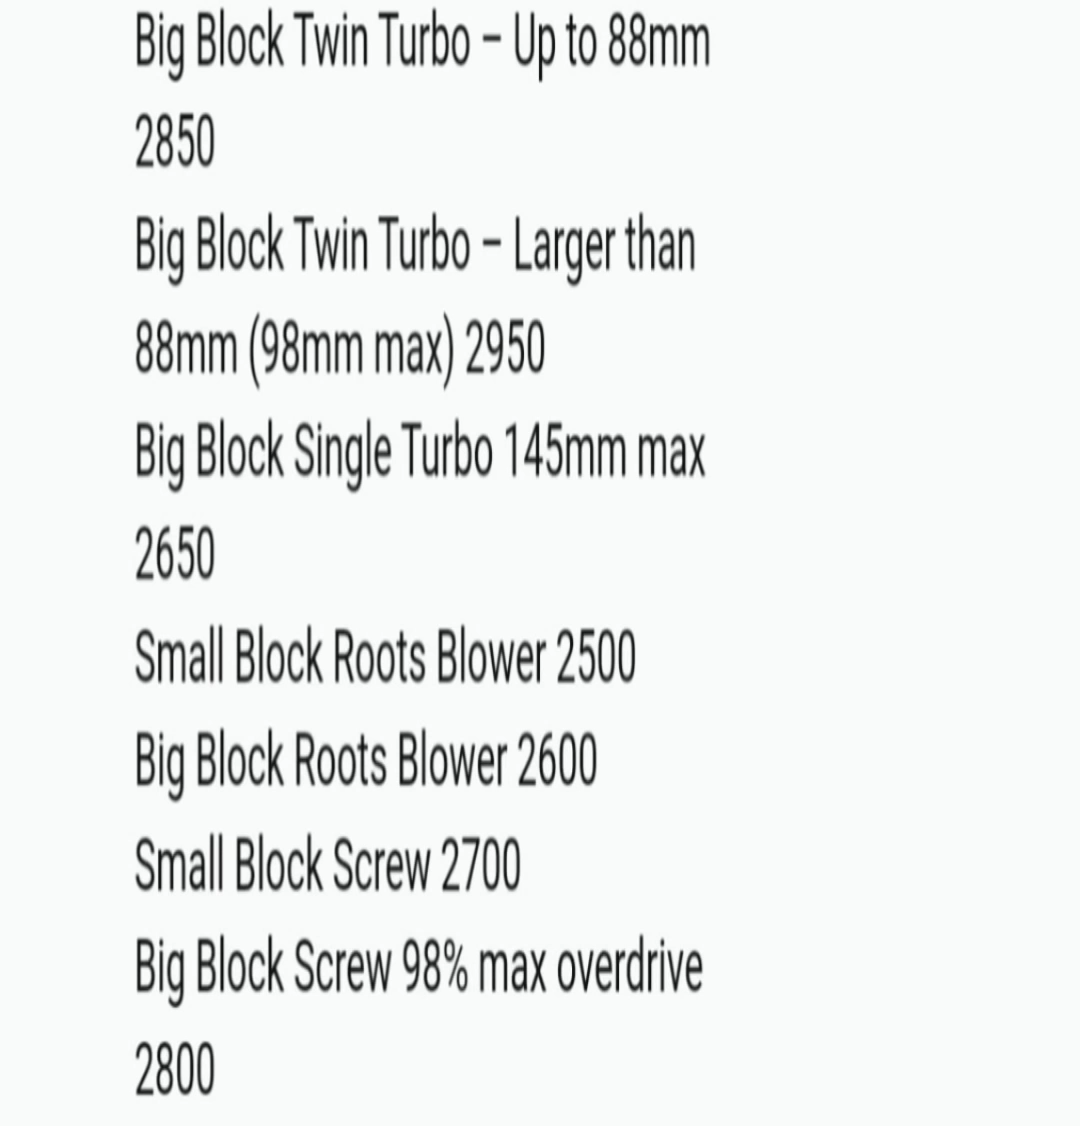 Big Block Twin Turbo – Up to 88mm
2850
Big Block Twin Turbo – Larger than
88mm (98mm max) 2950
Big Block Single Turbo 145mm max
2650
Small Block Roots Blower 2500
Big Block Roots Blower 2600
Small Block Screw 2700
Big Block Screw 98% max overdrive
2800